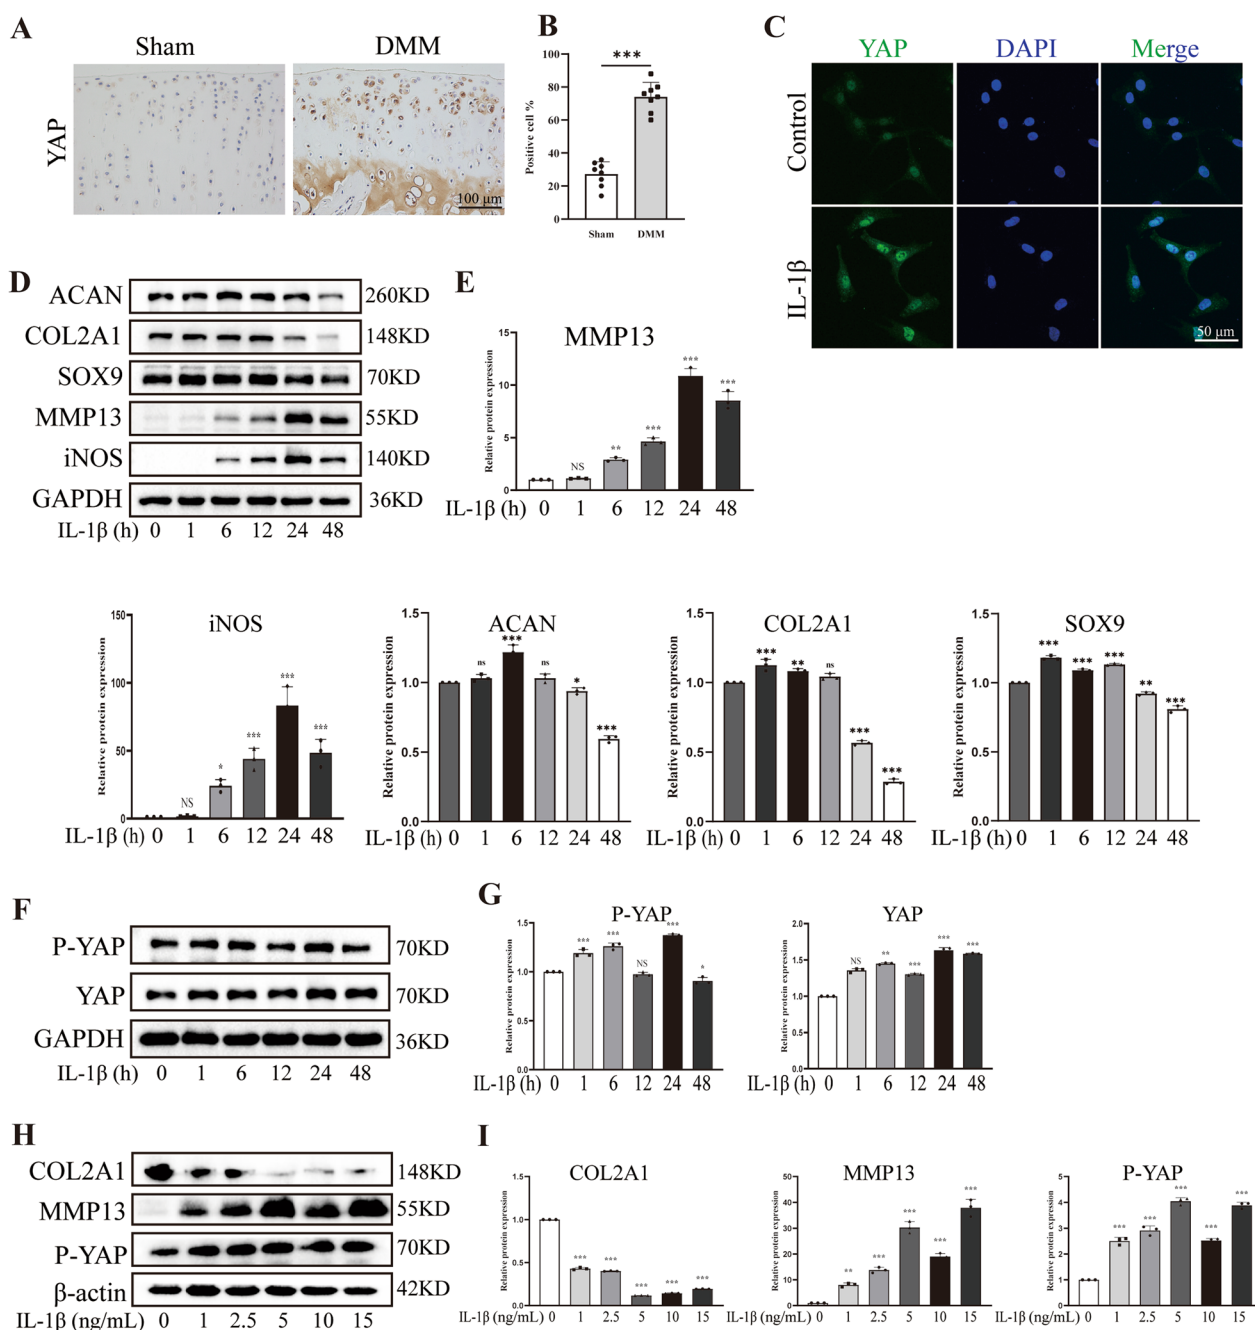 A
Sham DMM
YAP
100 μm
B
***
Positive cell %
100
80
60
40
20
0
Sham DMM
C
YAP DAPI Merge
Control
IL-1β
50 μm
D
ACAN 260KD
COL2A1 148KD
SOX9 70KD
MMP13 55KD
iNOS 140KD
GAPDH 36KD
IL-1β (h) 0 1 6 12 24 48
E
MMP13
Relative protein expression
15
10
5
0
NS ** *** *** ***
IL-1β (h) 0 1 6 12 24 48
iNOS
Relative protein expression
150
100
50
0
NS * *** *** ***
IL-1β (h) 0 1 6 12 24 48
ACAN
Relative protein expression
1.5
1.0
0.5
0.0
ns *** ns * ***
IL-1β (h) 0 1 6 12 24 48
COL2A1
Relative protein expression
1.5
1.0
0.5
0.0
*** ** ns *** ***
IL-1β (h) 0 1 6 12 24 48
SOX9
Relative protein expression
1.5
1.0
0.5
0.0
*** *** *** ** ***
IL-1β (h) 0 1 6 12 24 48
F
P-YAP 70KD
YAP 70KD
GAPDH 36KD
IL-1β (h) 0 1 6 12 24 48
G
P-YAP
Relative protein expression
1.5
1.0
0.5
0.0
*** *** NS *** *
IL-1β (h) 0 1 6 12 24 48
YAP
Relative protein expression
2.0
1.5
1.0
0.5
0.0
NS ** *** *** ***
IL-1β (h) 0 1 6 12 24 48
H
COL2A1 148KD
MMP13 55KD
P-YAP 70KD
β-actin 42KD
IL-1β (ng/mL) 0 1 2.5 5 10 15
I
COL2A1
Relative protein expression
1.5
1.0
0.5
0.0
*** *** *** *** ***
IL-1β (ng/mL) 0 1 2.5 5 10 15
MMP13
Relative protein expression
50
40
30
20
10
0
** *** *** *** ***
IL-1β (ng/mL) 0 1 2.5 5 10 15
P-YAP
Relative protein expression
5
4
3
2
1
0
*** *** *** *** ***
IL-1β (ng/mL) 0 1 2.5 5 10 15